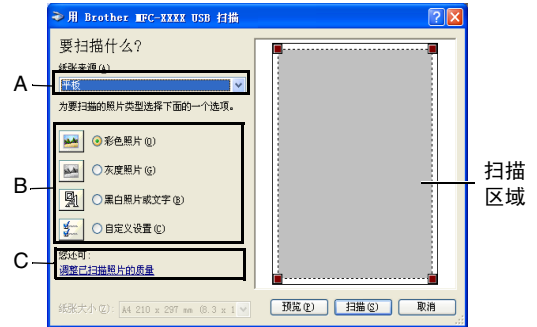 用 Brother MFC-XXXX USB 扫描
要扫描什么?
纸张来源(A)
A
平板
为要扫描的照片类型选择下面的一个选项。
彩色照片(O)
灰度照片(G)
B
黑白照片或文字(B)
自定义设置(C)
扫描
区域
您还可:
C
调整已扫描照片的质量
纸张大小(Z): A4 210 x 297 mm (8.3 x 1
预览(P) 扫描(S) 取消